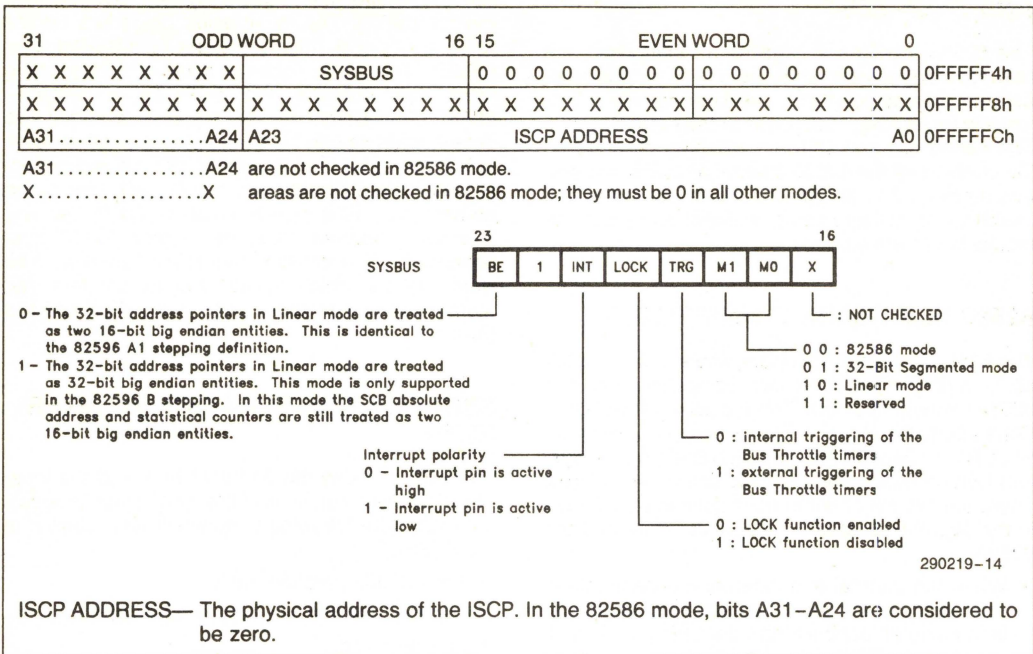 31 ODD WORD 16 15 EVEN WORD 0
X X X X X X X X SYSBUS 0 0 0 0 0 0 0 0 0 0 0 0 0 0 0 0 0FFFFF4h
X X X X X X X X X X X X X X X X X X X X X X X X X X X X X X X X 0FFFFF8h
A31................A24 A23 ISCP ADDRESS A0 0FFFFFCh
A31................A24 are not checked in 82586 mode.
X..................X areas are not checked in 82586 mode; they must be 0 in all other modes.
23 16
SYSBUS BE 1 INT LOCK TRG M1 M0 X
0 – The 32-bit address pointers in Linear mode are treated
as two 16-bit big endian entities. This is identical to
the 82596 A1 stepping definition.
1 – The 32-bit address pointers in Linear mode are treated
as 32-bit big endian entities. This mode is only supported
in the 82596 B stepping. In this mode the SCB absolute
address and statistical counters are still treated as two
16-bit big endian entities.
: NOT CHECKED
0 0 : 82586 mode
0 1 : 32-Bit Segmented mode
1 0 : Linear mode
1 1 : Reserved
Interrupt polarity
0 – Interrupt pin is active
high
1 – Interrupt pin is active
low
0 : internal triggering of the
Bus Throttle timers
1 : external triggering of the
Bus Throttle timers
0 : LOCK function enabled
1 : LOCK function disabled
290219–14
ISCP ADDRESS— The physical address of the ISCP. In the 82586 mode, bits A31–A24 are considered to
be zero.